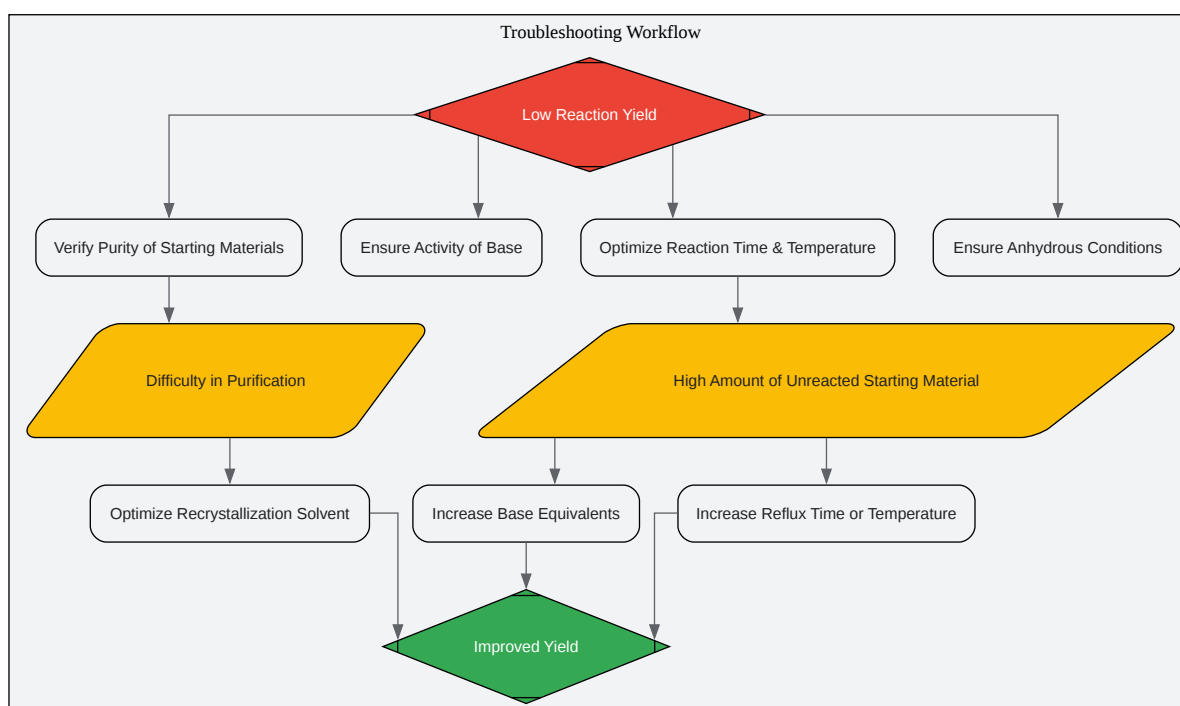 Troubleshooting Workflow
Low Reaction Yield
Verify Purity of Starting Materials
Ensure Activity of Base
Optimize Reaction Time & Temperature
Ensure Anhydrous Conditions
Difficulty in Purification
High Amount of Unreacted Starting Material
Optimize Recrystallization Solvent
Increase Base Equivalents
Increase Reflux Time or Temperature
Improved Yield